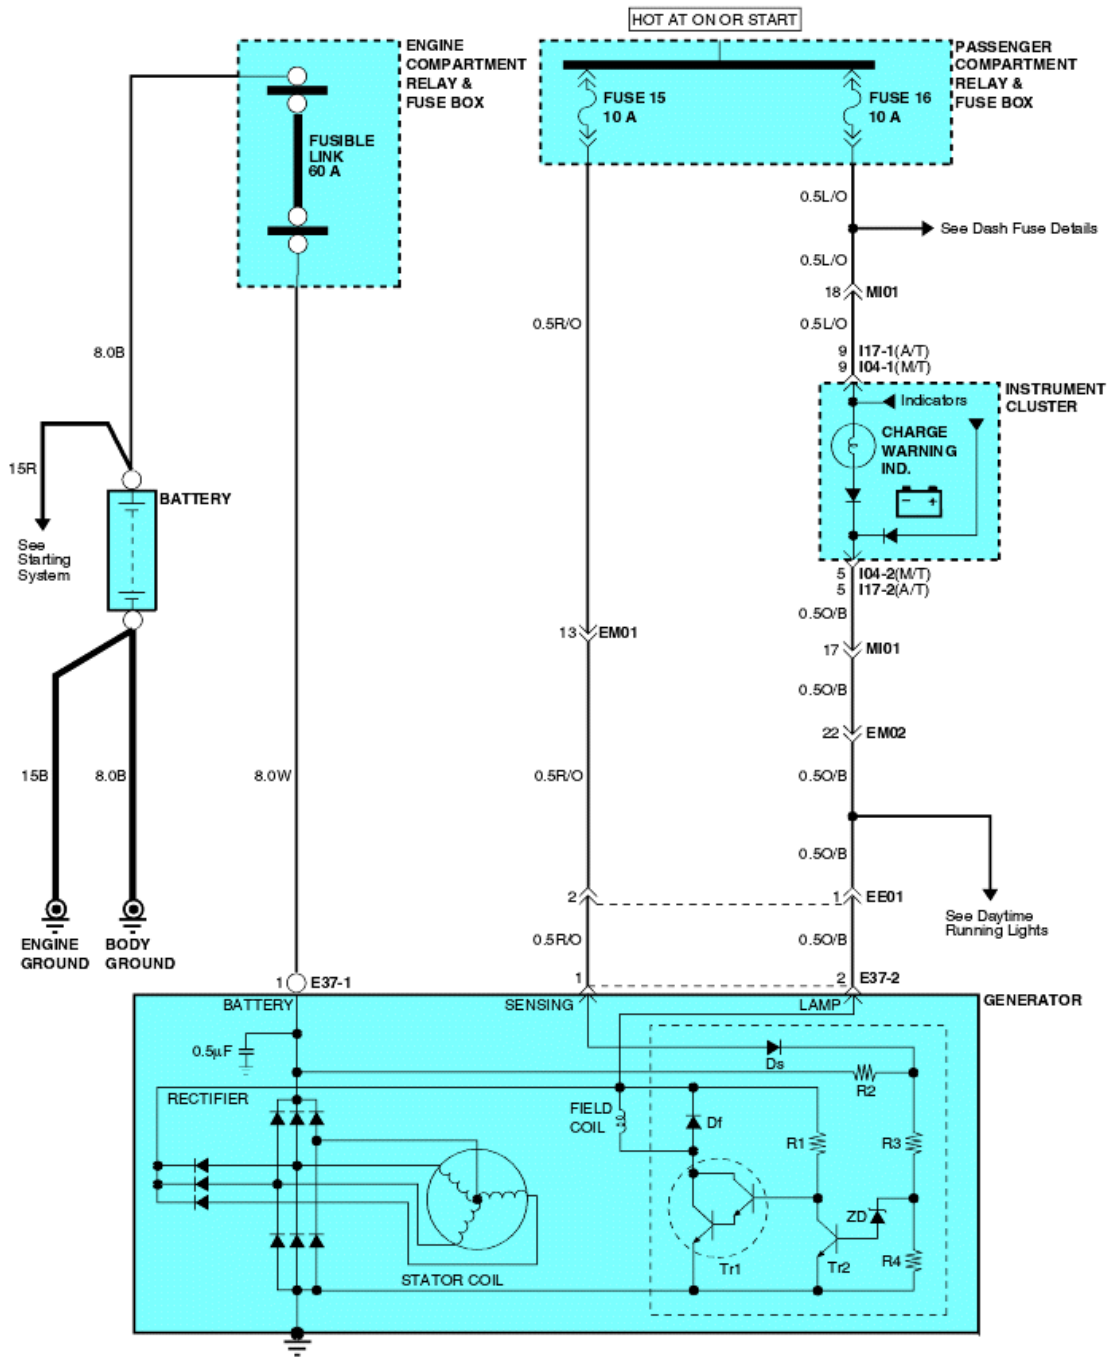 HOT AT ON OR START
ENGINE
COMPARTMENT
RELAY &
FUSE BOX
FUSIBLE
LINK
60 A
PASSENGER
COMPARTMENT
RELAY &
FUSE BOX
FUSE 15
10 A
FUSE 16
10 A
0.5L/O
See Dash Fuse Details
0.5L/O
18 MI01
0.5R/O
0.5L/O
8.0B
9 I17-1(A/T)
9 I04-1(M/T)
INSTRUMENT
CLUSTER
Indicators
CHARGE
WARNING
IND.
- +
15R
BATTERY
See
Starting
System
5 I04-2(M/T)
5 I17-2(A/T)
0.5O/B
13 EM01
17 MI01
0.5O/B
22 EM02
15B
8.0B
8.0W
0.5R/O
0.5O/B
0.5O/B
2
1 EE01
See Daytime
Running Lights
ENGINE
GROUND
BODY
GROUND
0.5R/O
0.5O/B
1 E37-1
1
2 E37-2
GENERATOR
BATTERY
SENSING
LAMP
0.5µF
Ds
R2
RECTIFIER
FIELD
COIL
Df
R1
R3
ZD
R4
Tr1
Tr2
STATOR COIL